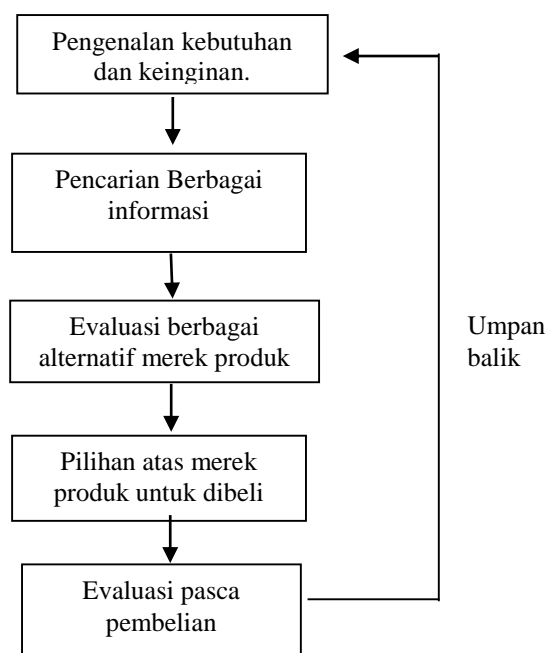 Pengenalan kebutuhan
dan keinginan.
Pencarian Berbagai
informasi
Evaluasi berbagai
alternatif merek produk
Umpan
balik
Pilihan atas merek
produk untuk dibeli
Evaluasi pasca
pembelian